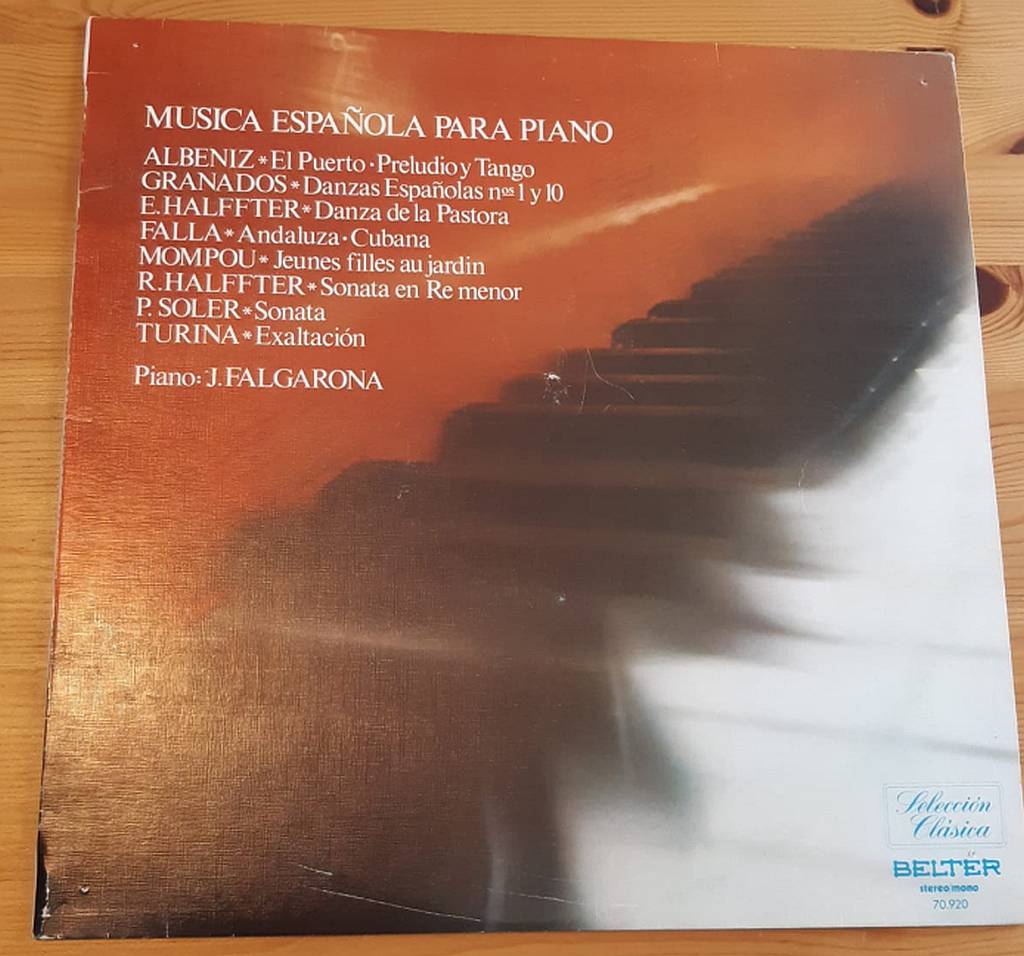 MUSICA ESPAÑOLA PARA PIANO
ALBENIZ * El Puerto · Preludio y Tango
GRANADOS * Danzas Españolas nos 1 y 10
E. HALFFTER * Danza de la Pastora
FALLA * Andaluza · Cubana
MOMPOU * Jeunes filles au jardin
R. HALFFTER * Sonata en Re menor
P. SOLER * Sonata
TURINA * Exaltación
Piano: J. FALGARONA
Selección
Clásica
BELTER
stereo/mono
70.920